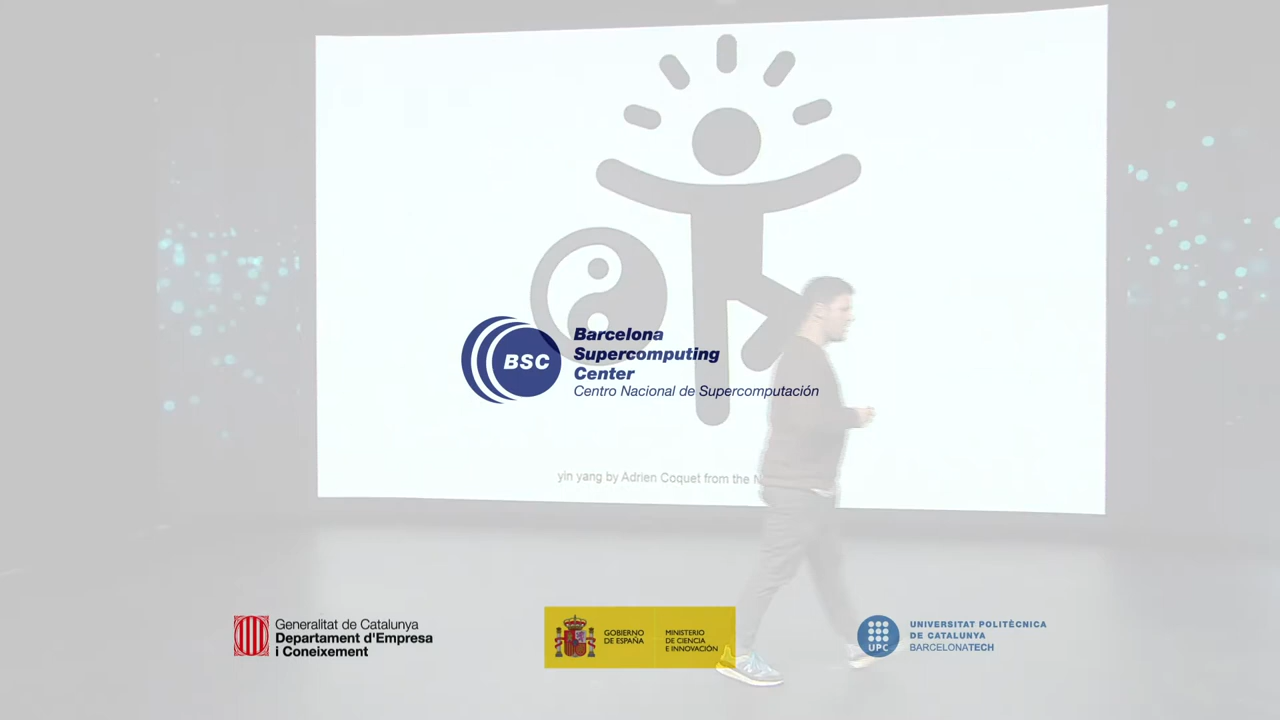 BSC
Barcelona
Supercomputing
Center
Centro Nacional de Supercomputación
yin yang by Adrien Coquet from the
Generalitat de Catalunya
Departament d'Empresa
i Coneixement
GOBIERNO
DE ESPAÑA
MINISTERIO
DE CIENCIA
E INNOVACIÓN
UPC
UNIVERSITAT POLITÈCNICA
DE CATALUNYA
BARCELONATECH